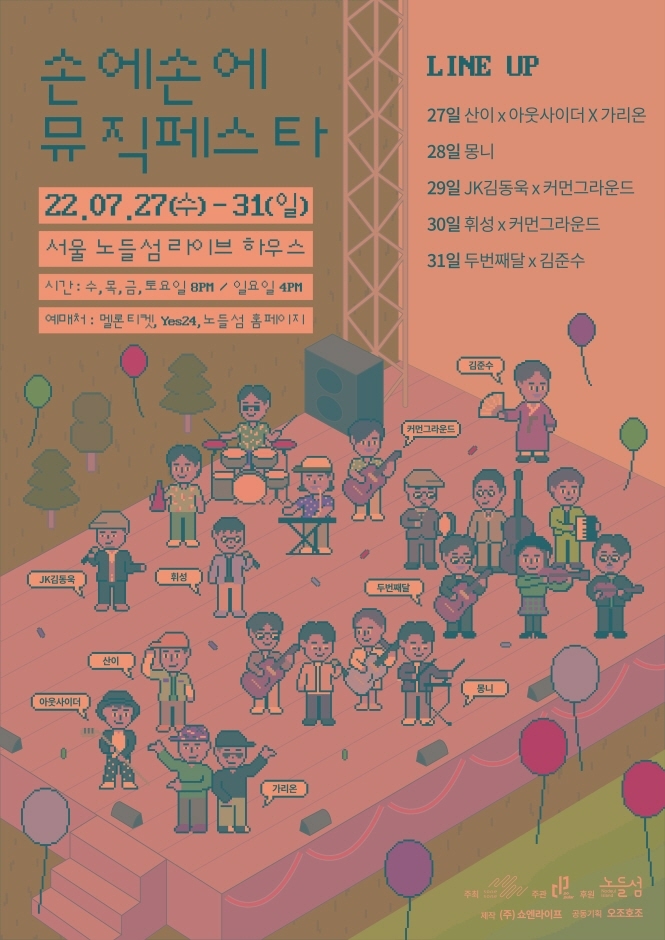 손에손에
뮤직페스타
22.07.27(수) - 31(일)
서울 노들섬 라이브 하우스
시간 : 수, 목, 금, 토요일 8PM / 일요일 4PM
예매처 : 멜론티켓, Yes24, 노들섬 홈페이지
LINE UP
27일 산이 x 아웃사이더 X 가리온
28일 몽니
29일 JK김동욱 x 커먼그라운드
30일 휘성 x 커먼그라운드
31일 두번째달 x 김준수
김준수
커먼그라운드
JK김동욱
휘성
두번째달
산이
몽니
아웃사이더
가리온
주최 주관 후원 노들섬
제작 (주)쇼엔라이프 공동기획 오조호조